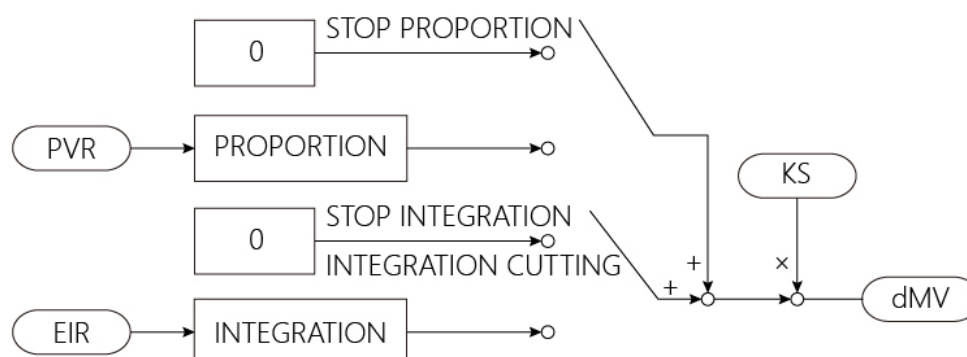 STOP PROPORTION
0
PVR
PROPORTION
KS
STOP INTEGRATION
0
INTEGRATION CUTTING
+
+
×
dMV
EIR
INTEGRATION